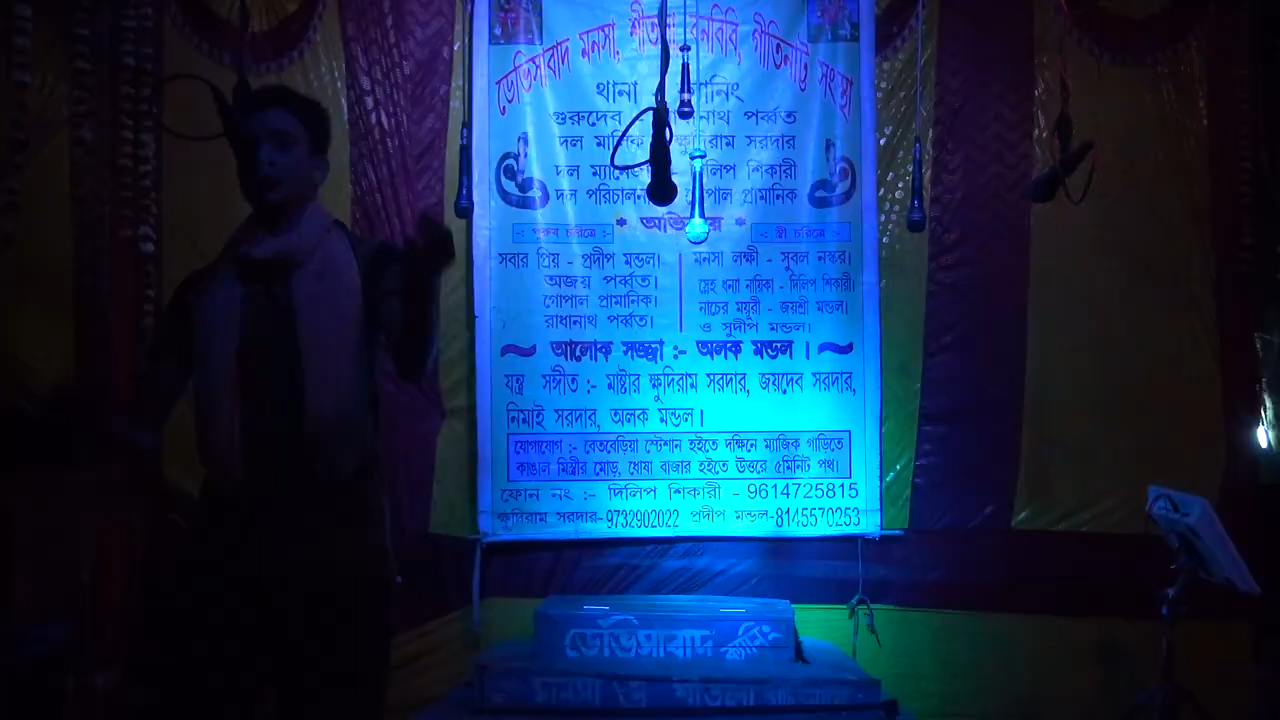 ডেভিসাবাদ মনসা, বনবিবি, গীতিনাট্ট সংস্থা
থানা
গুরুদেব পর্ব্বত
দল মালিক ক্ষুদিরাম সরদার
দল ম্যানেজার - দিলিপ শিকারী
দল পরিচালনা গোপাল প্রামানিক
* অভিনয় *
-: পুরুষ চরিত্রে :-
-: স্ত্রী চরিত্রে :-
সবার প্রিয় - প্রদীপ মন্ডল।
অজয় পর্ব্বত।
গোপাল প্রামানিক।
রাধানাথ পর্ব্বত।
মনসা লক্ষী - সুবল নস্কর।
স্নেহ ধন্যা নায়িকা - দিলিপ শিকারী।
নাচের ময়ূরী - জয়শ্রী মন্ডল।
ও সুদীপ মন্ডল।
আলোক সজ্জা :- অলক মন্ডল ।
যন্ত্র সঙ্গীত :- মাষ্টার ক্ষুদিরাম সরদার, জয়দেব সরদার,
নিমাই সরদার, অলক মন্ডল।
যোগাযোগ :- বেতবেড়িয়া স্টেশান হইতে দক্ষিনে ম্যাজিক গাড়িতে
কাঙাল মিস্ত্রীর মোড়, ধোষা বাজার হইতে উত্তরে ৫মিনিট পথ।
ফোন নং :- দিলিপ শিকারী - 9614725815
ক্ষুদিরাম সরদার-9732902022 প্রদীপ মন্ডল-8145570253
ডেভিসাবাদ ক্যানিং
মনসা ও শীতলা